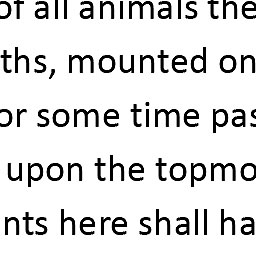 of all animals the
ths, mounted on
or some time pas
upon the topmo
nts here shall ha